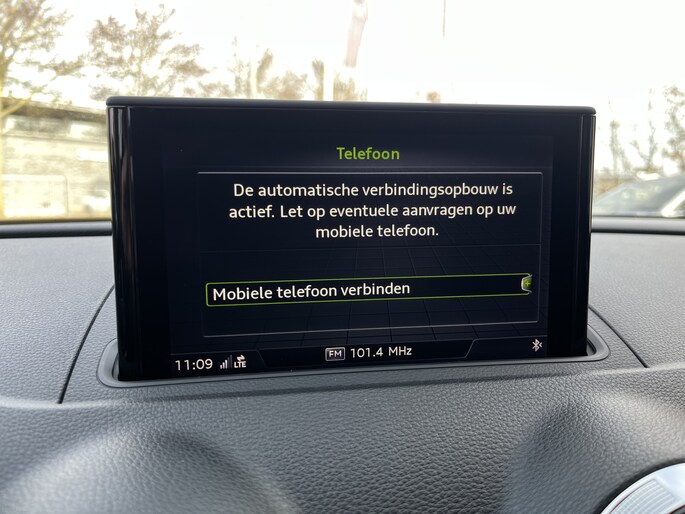 Telefoon
De automatische verbindingsopbouw is
actief. Let op eventuele aanvragen op uw
mobiele telefoon.
Mobiele telefoon verbinden
11:09 LTE FM 101.4 MHz